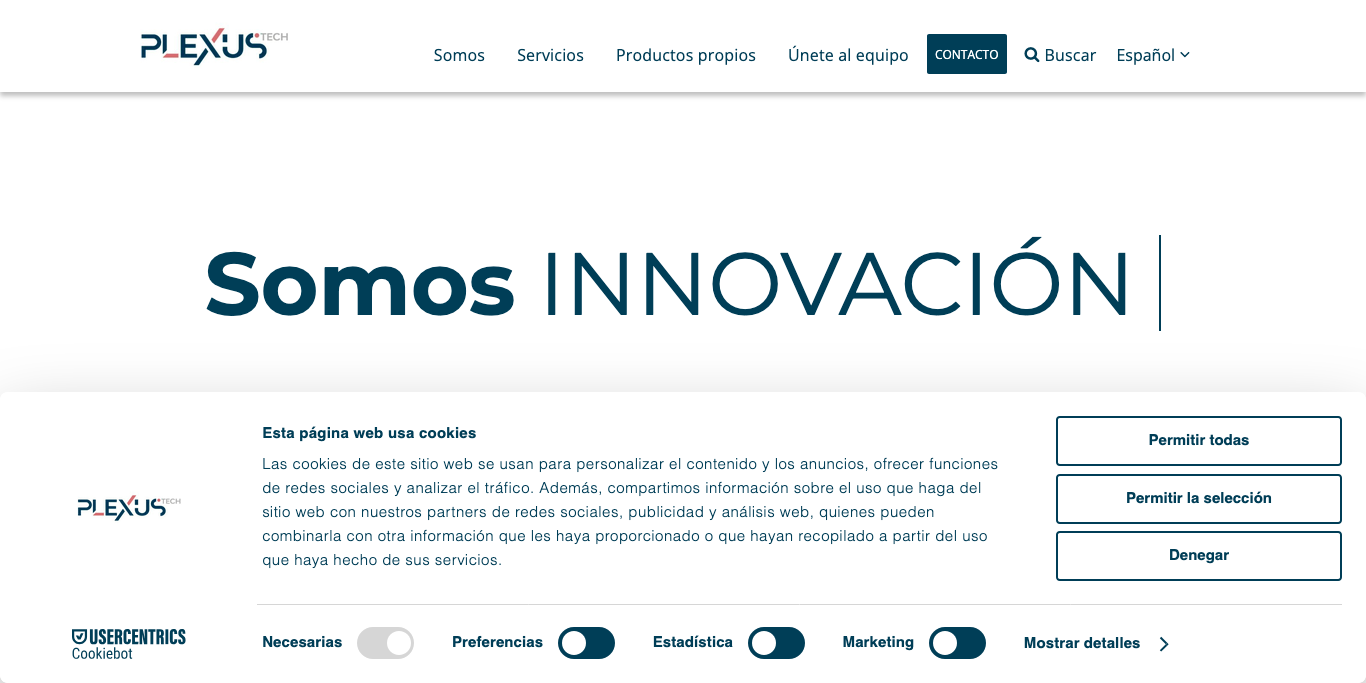 PLEXUS TECH
Somos Servicios Productos propios Únete al equipo CONTACTO Buscar Español
Somos INNOVACIÓN
Esta página web usa cookies
Las cookies de este sitio web se usan para personalizar el contenido y los anuncios, ofrecer funciones
de redes sociales y analizar el tráfico. Además, compartimos información sobre el uso que haga del
sitio web con nuestros partners de redes sociales, publicidad y análisis web, quienes pueden
combinarla con otra información que les haya proporcionado o que hayan recopilado a partir del uso
que haya hecho de sus servicios.
Permitir todas
Permitir la selección
Denegar
PLEXUS TECH
USERCENTRICS
Cookiebot
Necesarias Preferencias Estadística Marketing Mostrar detalles